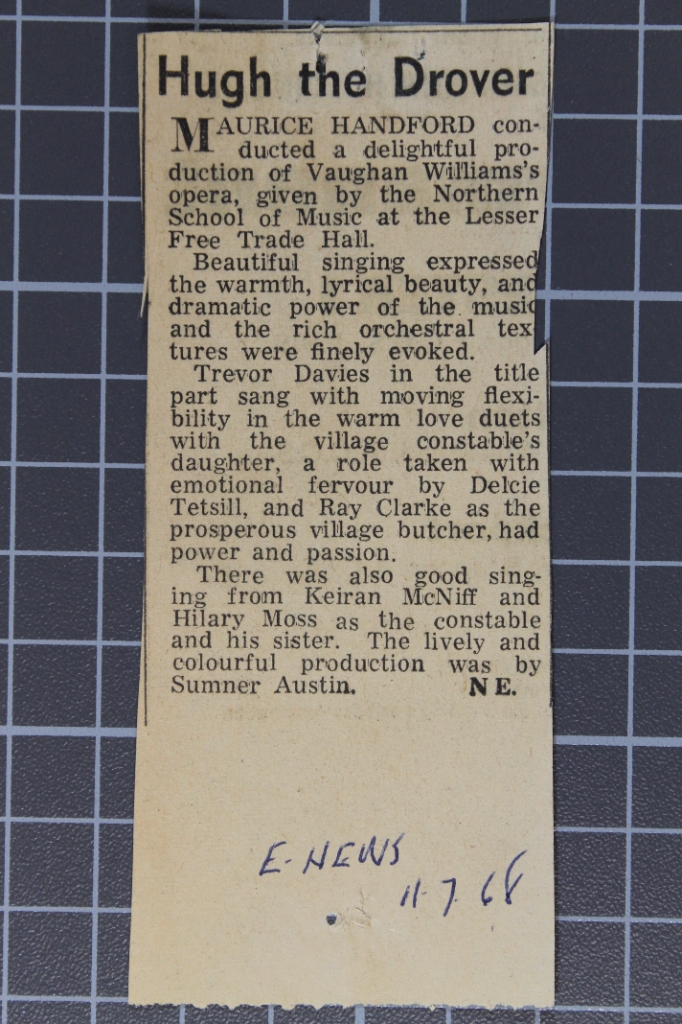 Hugh the Drover
MAURICE HANDFORD con-
ducted a delightful pro-
duction of Vaughan Williams's
opera, given by the Northern
School of Music at the Lesser
Free Trade Hall.
Beautiful singing expressed
the warmth, lyrical beauty, and
dramatic power of the music
and the rich orchestral tex-
tures were finely evoked.
Trevor Davies in the title
part sang with moving flexi-
bility in the warm love duets
with the village constable's
daughter, a role taken with
emotional fervour by Delcie
Tetsill, and Ray Clarke as the
prosperous village butcher, had
power and passion.
There was also good sing-
ing from Keiran McNiff and
Hilary Moss as the constable
and his sister. The lively and
colourful production was by
Sumner Austin. N E.
E-NEWS
11-7 68